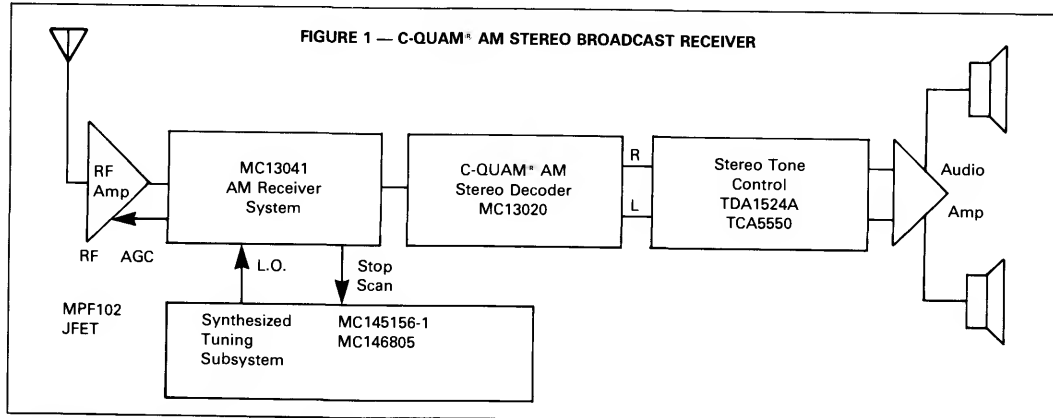 FIGURE 1 — C-QUAM® AM STEREO BROADCAST RECEIVER
RF
Amp
MC13041
AM Receiver
System
C-QUAM® AM
Stereo Decoder
MC13020
R
L
Stereo Tone
Control
TDA1524A
TCA5550
Audio
Amp
RF AGC
L.O.
Stop
Scan
MPF102
JFET
Synthesized MC145156-1
Tuning MC146805
Subsystem